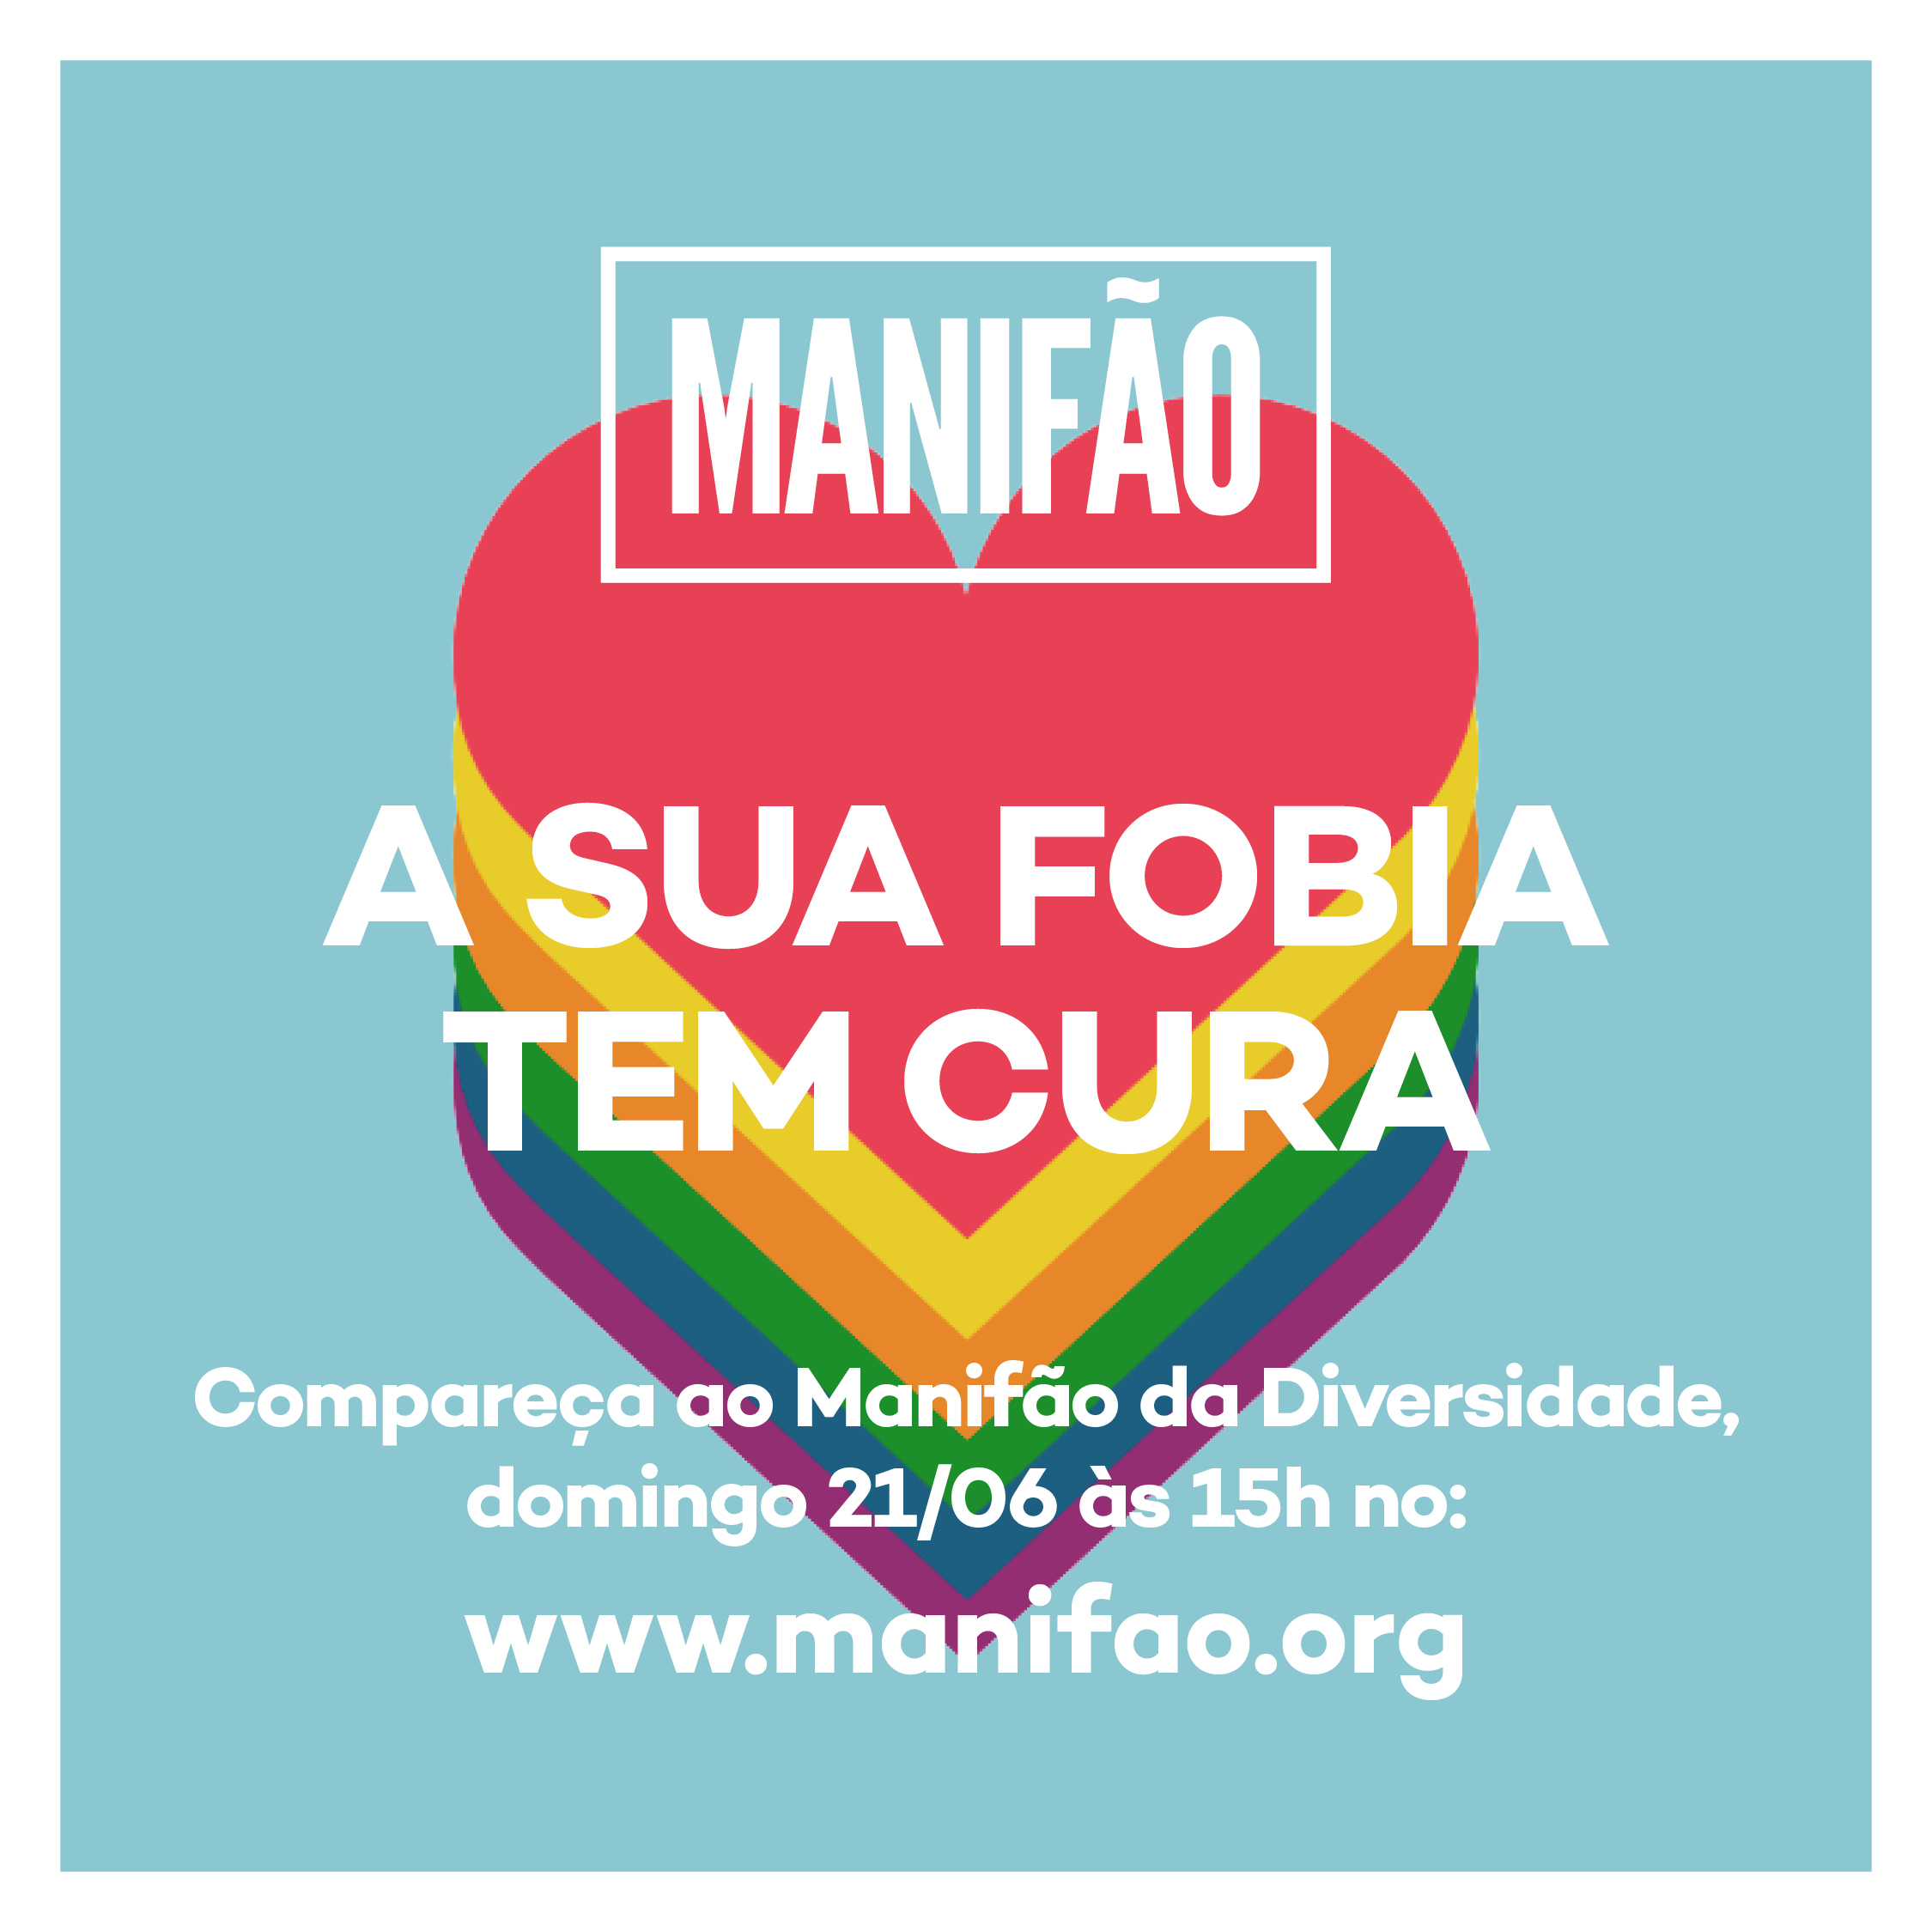 MANIFÃO
A SUA FOBIA
TEM CURA
Compareça ao Manifão da Diversidade,
domingo 21/06 às 15h no:
www.manifao.org